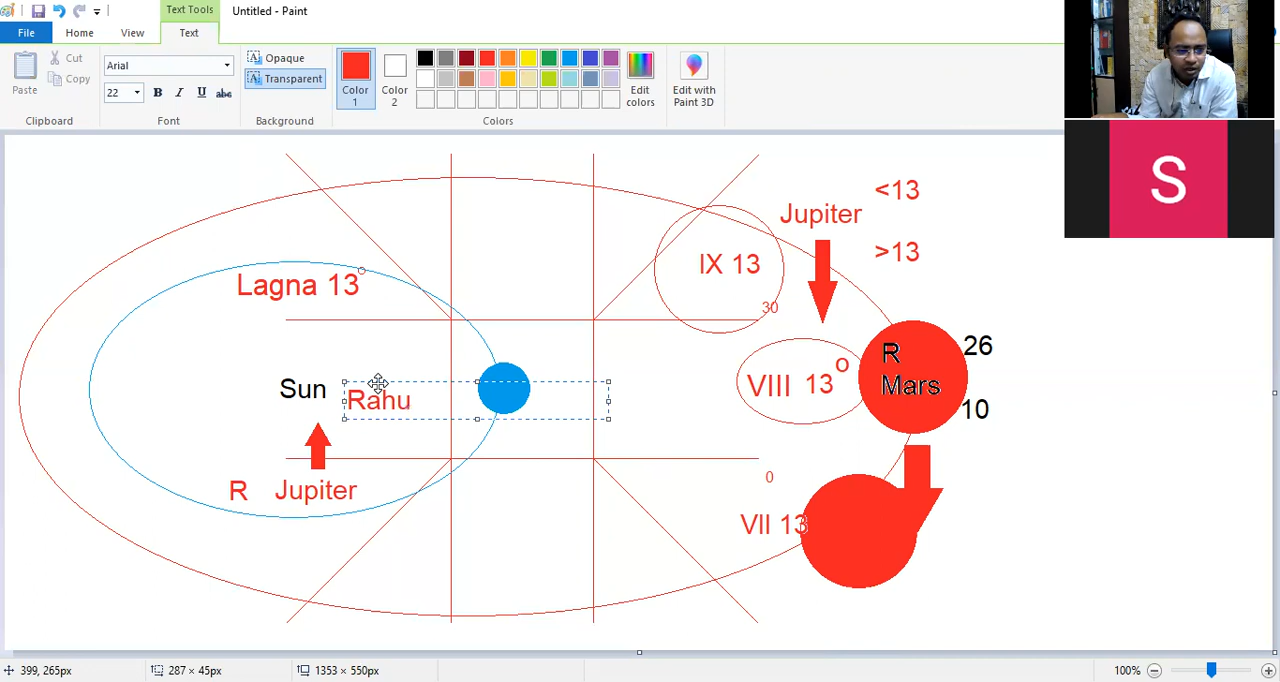 Text Tools
Untitled - Paint
File
Home
View
Text
Paste
Cut
Copy
Clipboard
Arial
22
B
I
U
abc
Font
Opaque
Transparent
Background
Color 1
Color 2
Edit colors
Colors
Edit with Paint 3D
S
<13
Jupiter
>13
IX 13
Lagna 13°
30
R
Mars
26
VIII 13
o
Sun
Rahu
10
0
R Jupiter
VII 13
399, 265px
287 × 45px
1353 × 550px
100%